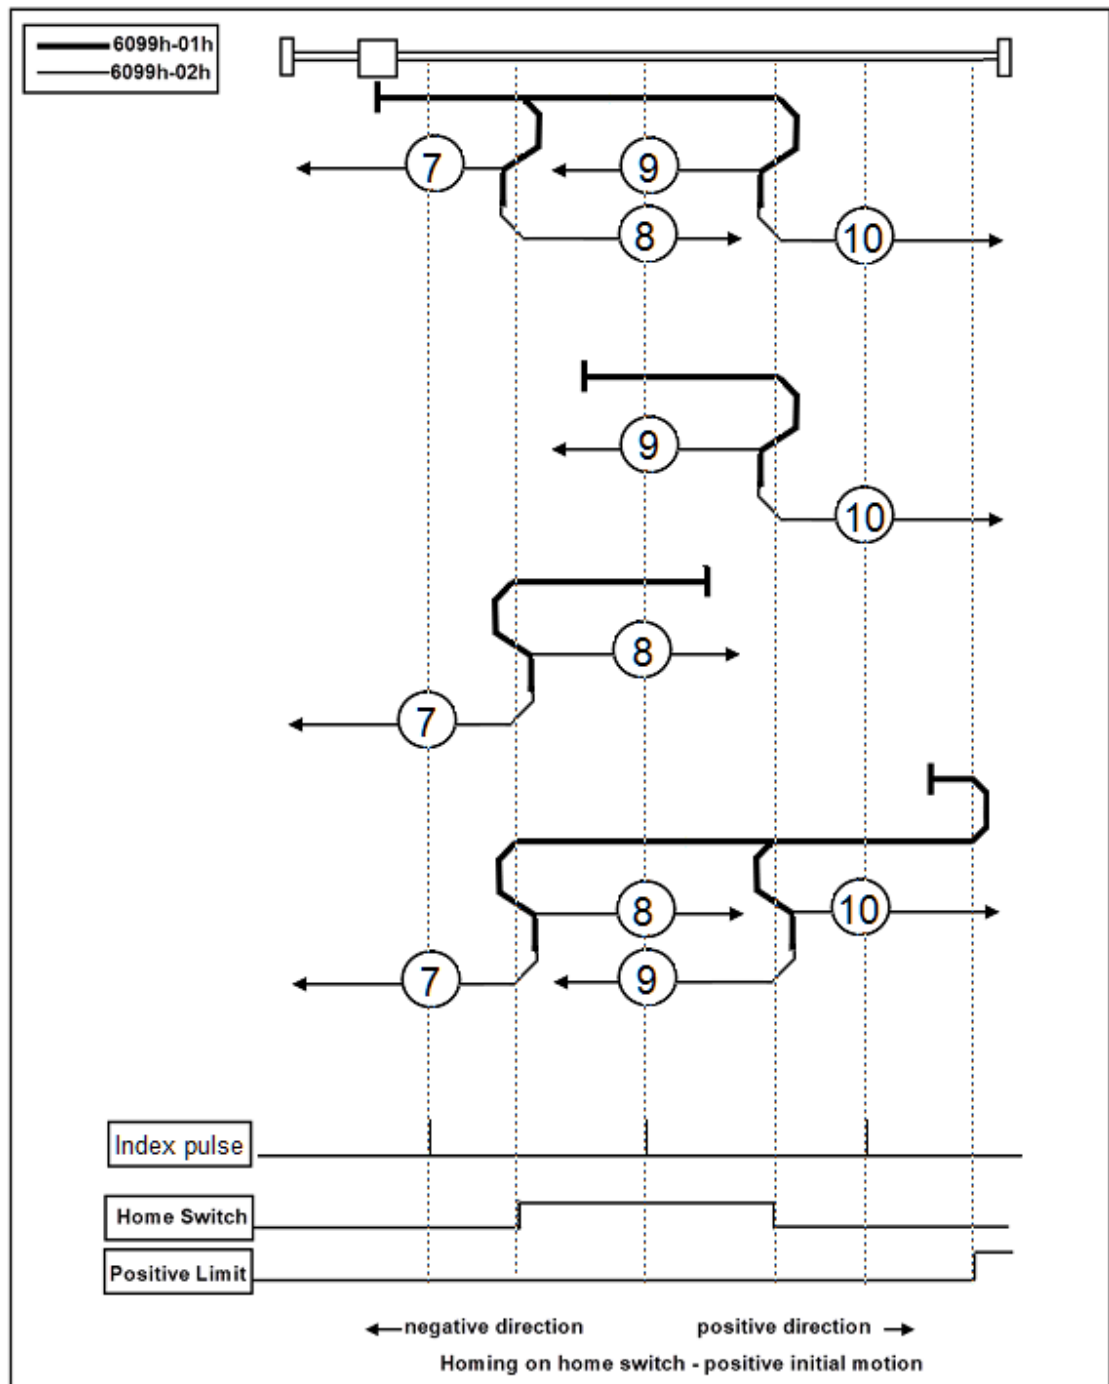 6099h-01h
6099h-02h
7
9
8
10
9
10
8
7
8
10
7
9
Index pulse
Home Switch
Positive Limit
negative direction
positive direction
Homing on home switch - positive initial motion